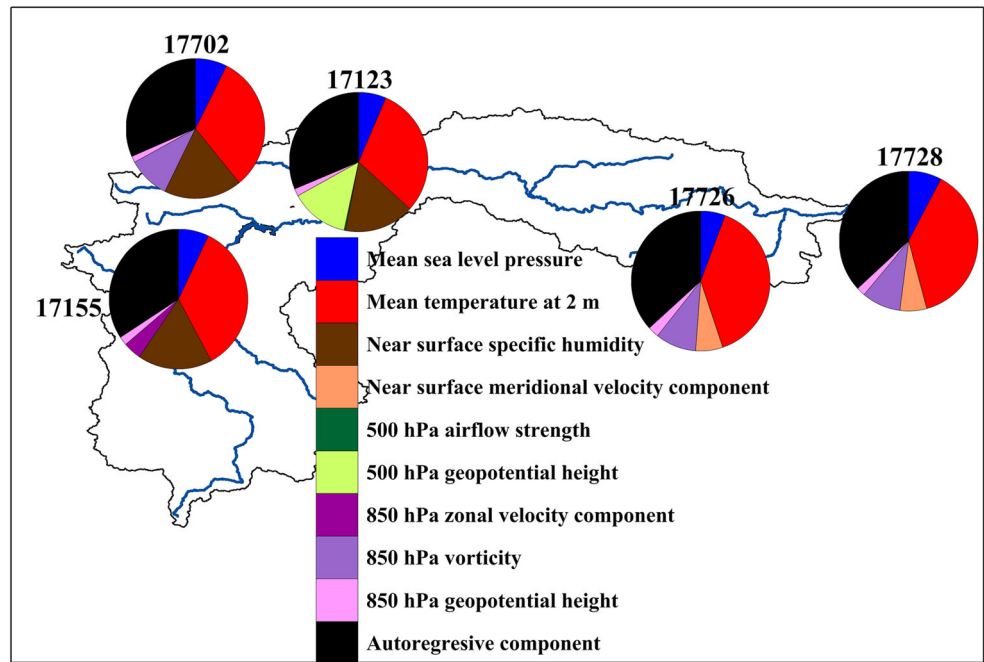 17702
17123
17728
17726
17155
Mean sea level pressure
Mean temperature at 2 m
Near surface specific humidity
Near surface meridional velocity component
500 hPa airflow strength
500 hPa geopotential height
850 hPa zonal velocity component
850 hPa vorticity
850 hPa geopotential height
Autoregresive component